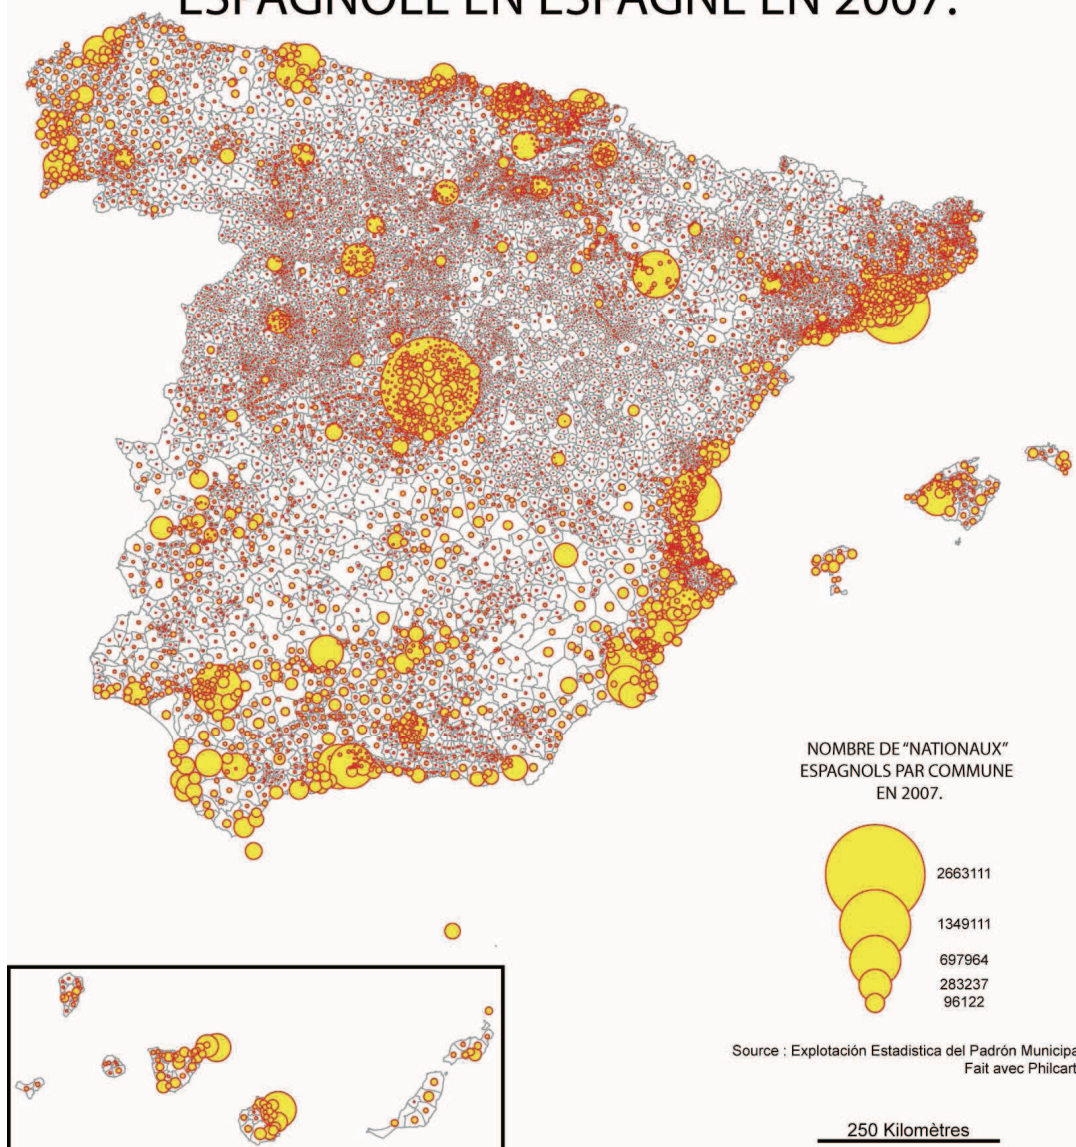 ESPAGNOLE EN ESPAGNE EN 2007.
NOMBRE DE “NATIONAUX”
ESPAGNOLS PAR COMMUNE
EN 2007.
2663111
1349111
697964
283237
96122
Source : Explotación Estadistica del Padrón Municipa
Fait avec Philcart
250 Kilomètres